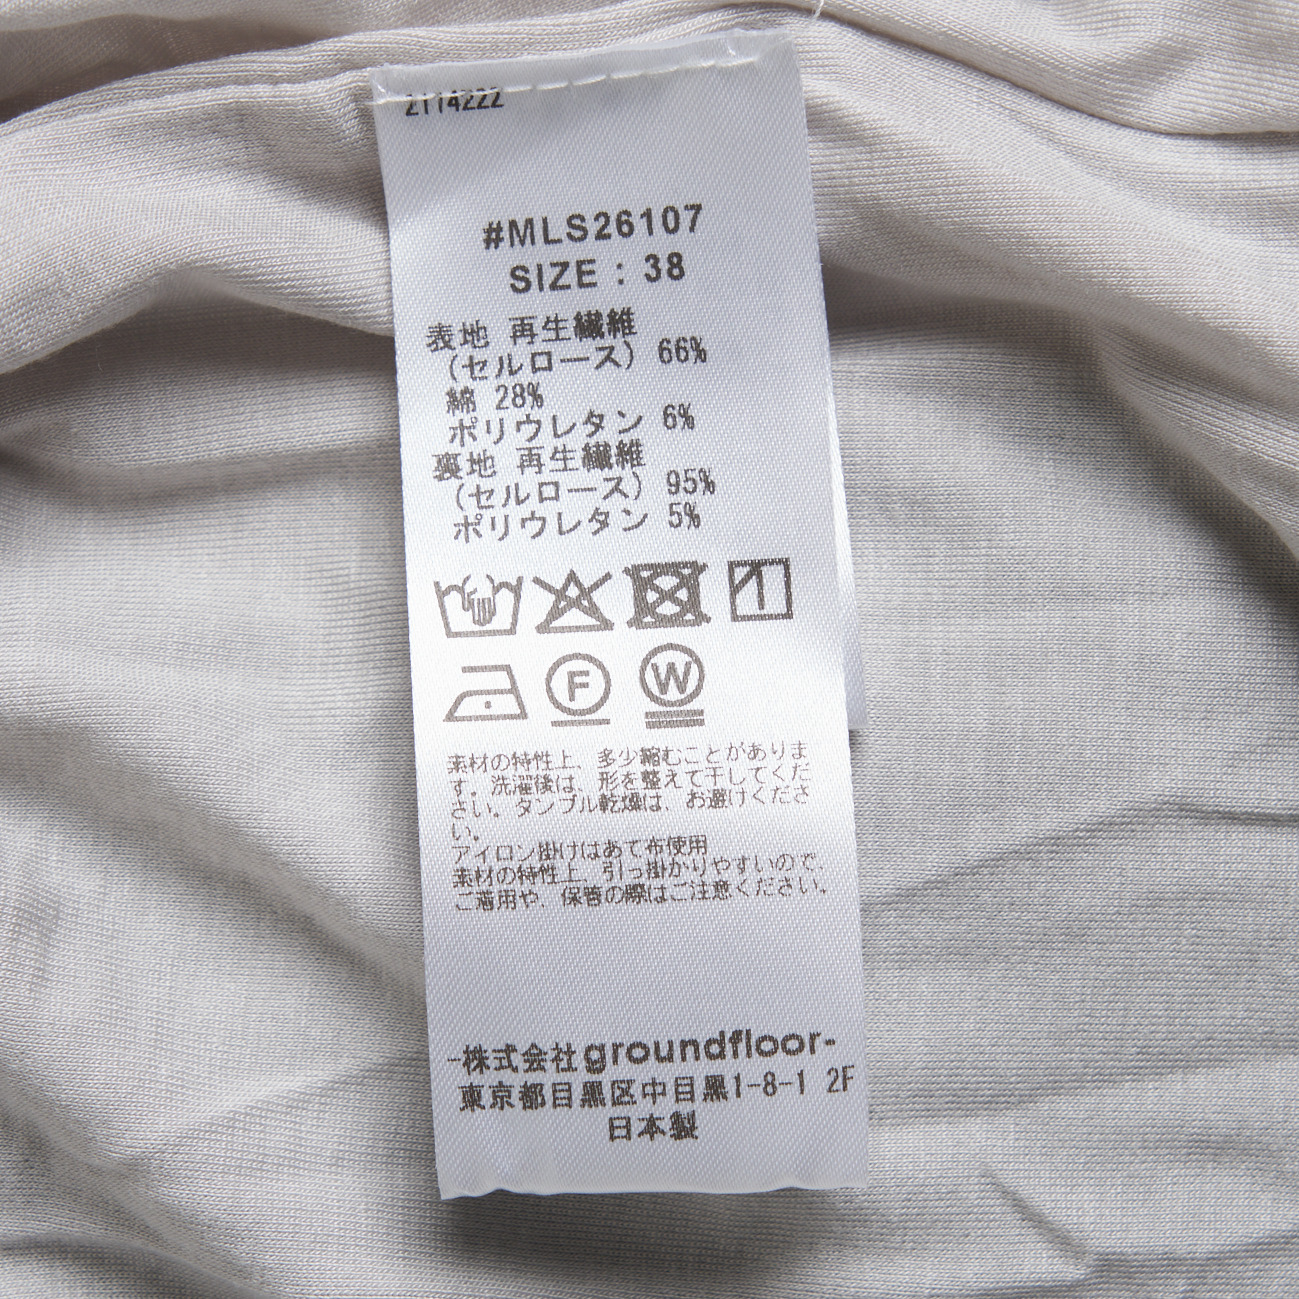 2114222
#MLS26107
SIZE : 38
表地 再生繊維
(セルロース) 66%
綿 28%
ポリウレタン 6%
裏地 再生繊維
(セルロース) 95%
ポリウレタン 5%
F W
素材の特性上、多少縮むことがありま
す。洗濯後は、形を整えて干してくだ
さい。タンブル乾燥は、お避けくださ
い。
アイロン掛けはあて布使用
素材の特性上、引っ掛かりやすいので、
ご着用や、保管の際はご注意ください。
-株式会社groundfloor-
東京都目黒区中目黒1-8-1 2F
日本製